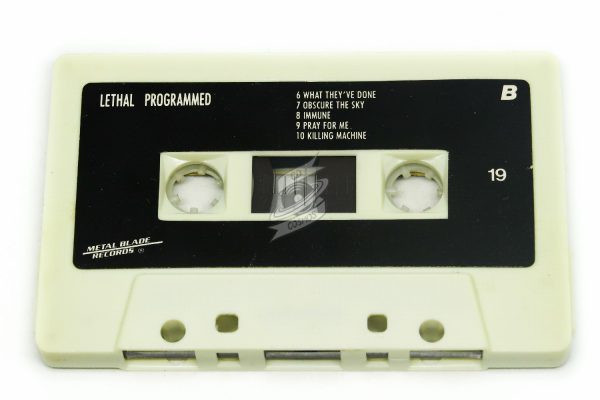 LETHAL PROGRAMMED
6 WHAT THEY'VE DONE
7 OBSCURE THE SKY
8 IMMUNE
9 PRAY FOR ME
10 KILLING MACHINE
B
19
METAL BLADE
RECORDS ®
COSMOS